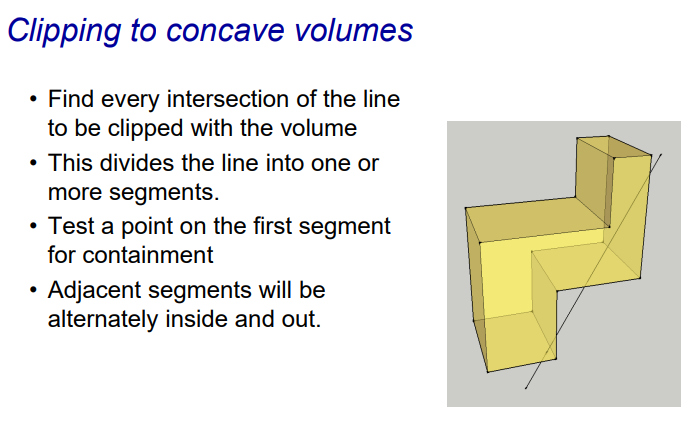 Clipping to concave volumes
• Find every intersection of the line
to be clipped with the volume
• This divides the line into one or
more segments.
• Test a point on the first segment
for containment
• Adjacent segments will be
alternately inside and out.